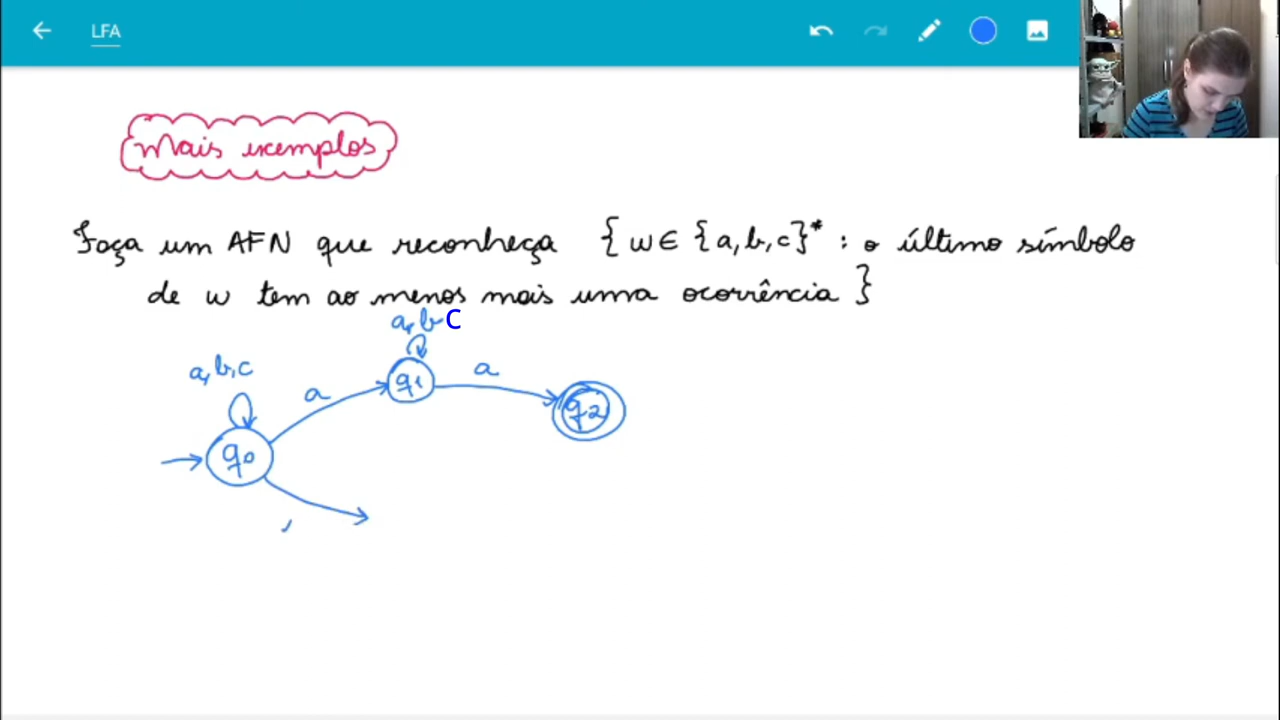 LFA
Mais exemplos
Faça um AFN que reconheça { w ∈ {a,b,c}* : o último símbolo
de w tem ao menos mais uma ocorrência }
a,b C
a,b,c
a
q1
a
q2
q0